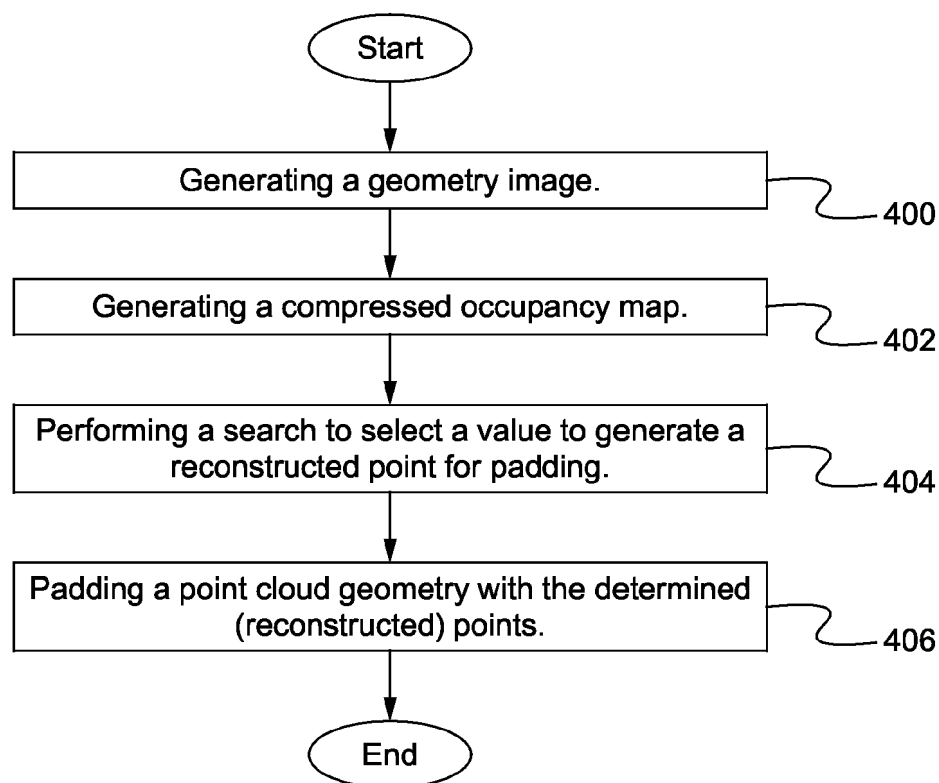 Start
Generating a geometry image.
400
Generating a compressed occupancy map.
402
Performing a search to select a value to generate a
reconstructed point for padding.
404
Padding a point cloud geometry with the determined
(reconstructed) points.
406
End